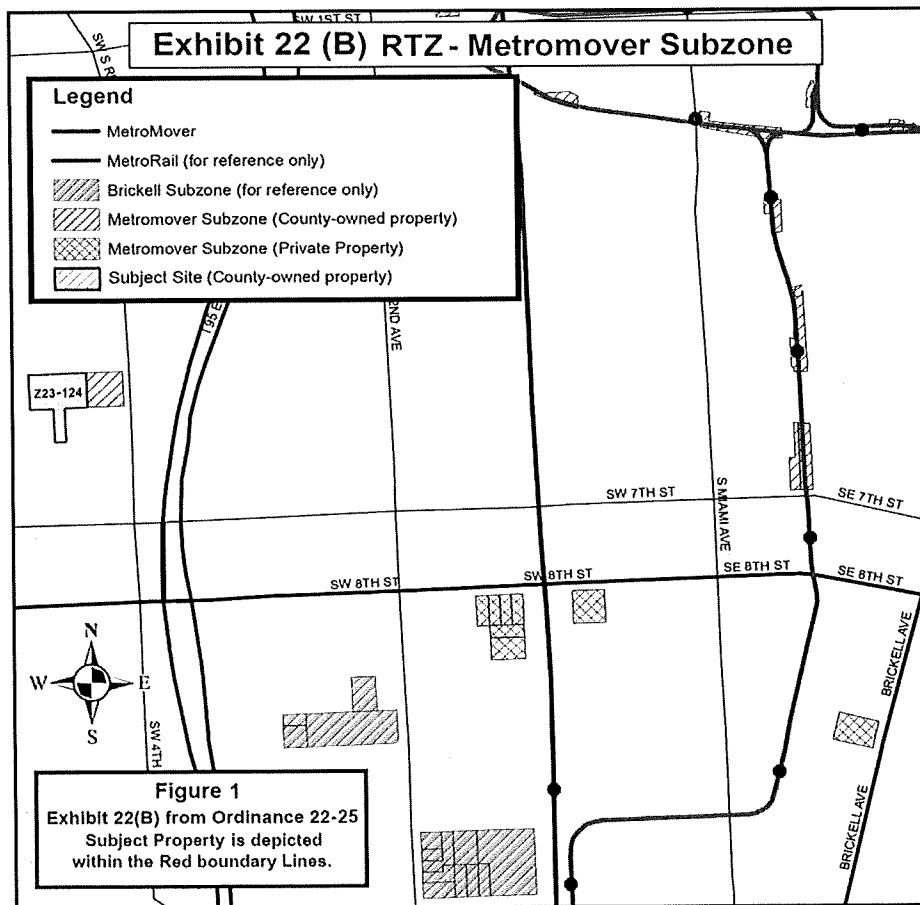 SW 1ST ST
Exhibit 22 (B) RTZ - Metromover Subzone
SW S R
Legend
MetroMover
MetroRail (for reference only)
Brickell Subzone (for reference only)
Metromover Subzone (County-owned property)
Metromover Subzone (Private Property)
Subject Site (County-owned property)
I 95 E
2ND AVE
Z23-124
SW 7TH ST
S MIAMI AVE
SE 7TH ST
SW 8TH ST
SW 8TH ST
SE 8TH ST
SE 8TH ST
N
W
E
S
SW 4TH
BRICKELL AVE
BRICKELL AVE
Figure 1
Exhibit 22(B) from Ordinance 22-25
Subject Property is depicted
within the Red boundary Lines.